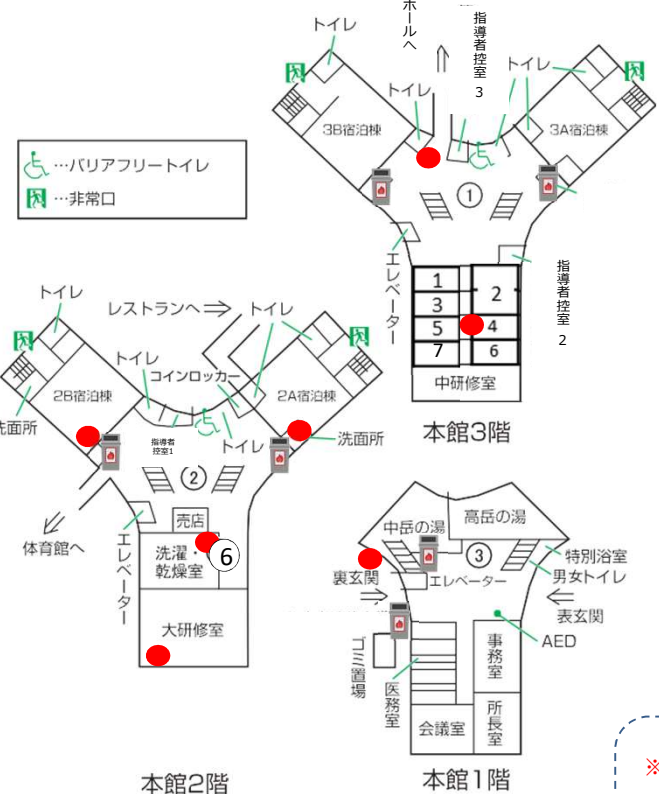 ホールへ
指導者控室 3
トイレ
トイレ
トイレ
3B宿泊棟
3A宿泊棟
①
…バリアフリートイレ
…非常口
エレベーター
1
2
3
5
4
7
6
中研修室
指導者控室 2
本館3階
トイレ
レストランへ
トイレ
トイレ
コインロッカー
2B宿泊棟
2A宿泊棟
洗面所
洗面所
指導者
控室1
トイレ
②
体育館へ
エレベーター
売店
洗濯・
乾燥室
6
大研修室
本館2階
中岳の湯
高岳の湯
③
特別浴室
男女トイレ
裏玄関
エレベーター
表玄関
AED
ゴミ置場
医務室
事務室
会議室
所長室
本館1階
※